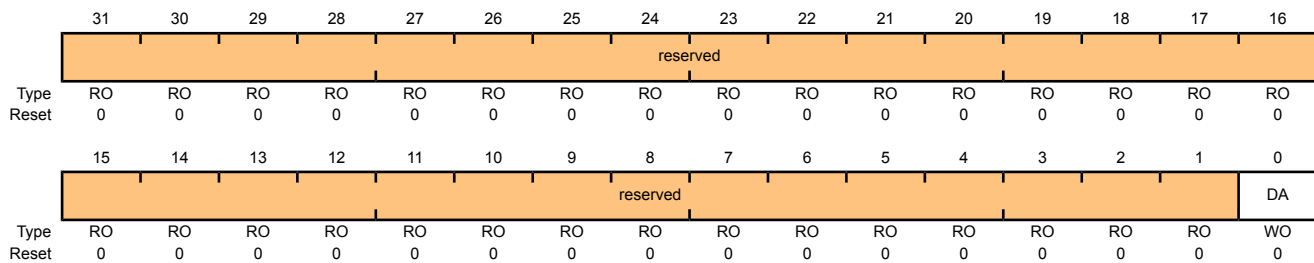 31 30 29 28 27 26 25 24 23 22 21 20 19 18 17 16
reserved
Type RO RO RO RO RO RO RO RO RO RO RO RO RO RO RO RO
Reset 0 0 0 0 0 0 0 0 0 0 0 0 0 0 0 0
15 14 13 12 11 10 9 8 7 6 5 4 3 2 1 0
reserved DA
Type RO RO RO RO RO RO RO RO RO RO RO RO RO RO RO WO
Reset 0 0 0 0 0 0 0 0 0 0 0 0 0 0 0 0